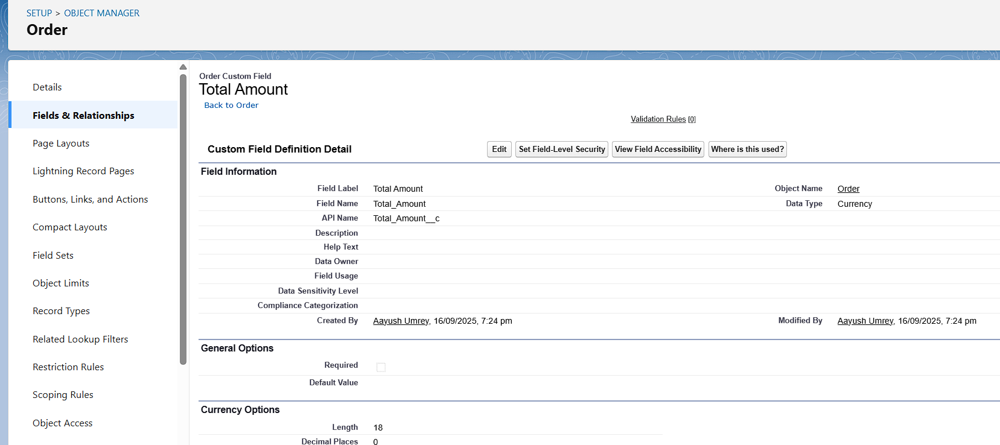 SETUP > OBJECT MANAGER
Order
Details
Fields & Relationships
Page Layouts
Lightning Record Pages
Buttons, Links, and Actions
Compact Layouts
Field Sets
Object Limits
Record Types
Related Lookup Filters
Restriction Rules
Scoping Rules
Object Access
Order Custom Field
Total Amount
Back to Order
Validation Rules [0]
Custom Field Definition Detail Edit Set Field-Level Security View Field Accessibility Where is this used?
Field Information
Field Label Total Amount Object Name Order
Field Name Total_Amount Data Type Currency
API Name Total_Amount__c
Description
Help Text
Data Owner
Field Usage
Data Sensitivity Level
Compliance Categorization
Created By Aayush Umrey, 16/09/2025, 7:24 pm Modified By Aayush Umrey, 16/09/2025, 7:24 pm
General Options
Required
Default Value
Currency Options
Length 18
Decimal Places 0